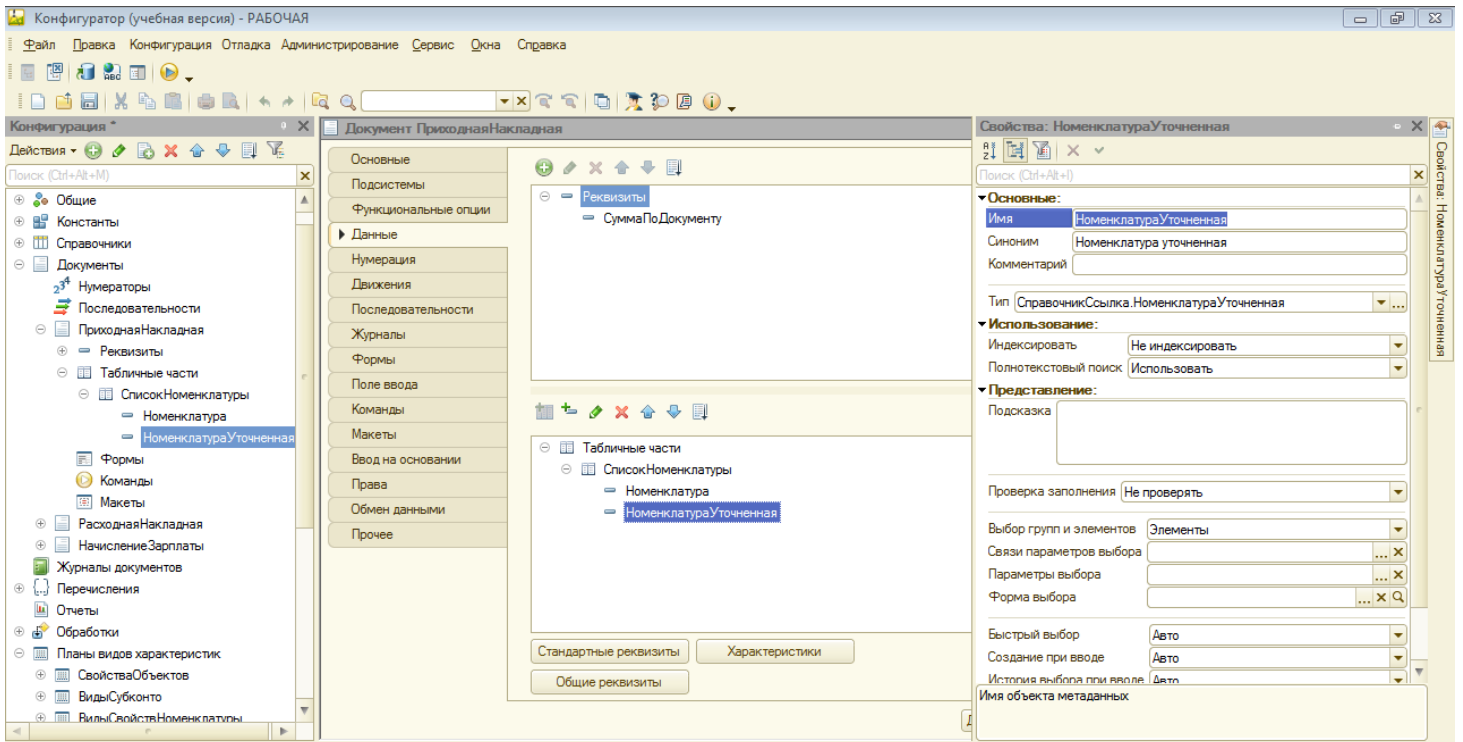 Конфигуратор (учебная версия) - РАБОЧАЯ
Файл Правка Конфигурация Отладка Администрирование Сервис Окна Справка
Конфигурация *
Действия
Поиск (Ctrl+Alt+M)
Общие
Константы
Справочники
Документы
Нумераторы
Последовательности
ПриходнаяНакладная
Реквизиты
Табличные части
СписокНоменклатуры
Номенклатура
НоменклатураУточненная
Формы
Команды
Макеты
РасходнаяНакладная
НачислениеЗарплаты
Журналы документов
Перечисления
Отчеты
Обработки
Планы видов характеристик
СвойстваОбъектов
ВидыСубконто
ВидыСвойствНоменклатуры
Документ ПриходнаяНакладная
Основные
Подсистемы
Функциональные опции
Данные
Нумерация
Движения
Последовательности
Журналы
Формы
Поле ввода
Команды
Макеты
Ввод на основании
Права
Обмен данными
Прочее
Реквизиты
СуммаПоДокументу
Табличные части
СписокНоменклатуры
Номенклатура
НоменклатураУточненная
Стандартные реквизиты Характеристики
Общие реквизиты
Свойства: НоменклатураУточненная
Поиск (Ctrl+Alt+I)
Основные:
Имя НоменклатураУточненная
Синоним Номенклатура уточненная
Комментарий
Тип СправочникСсылка.НоменклатураУточненная
Использование:
Индексировать Не индексировать
Полнотекстовый поиск Использовать
Представление:
Подсказка
Проверка заполнения Не проверять
Выбор групп и элементов Элементы
Связи параметров выбора
Параметры выбора
Форма выбора
Быстрый выбор Авто
Создание при вводе Авто
История выбора при вводе Авто
Имя объекта метаданных
Свойства: НоменклатураУточненная